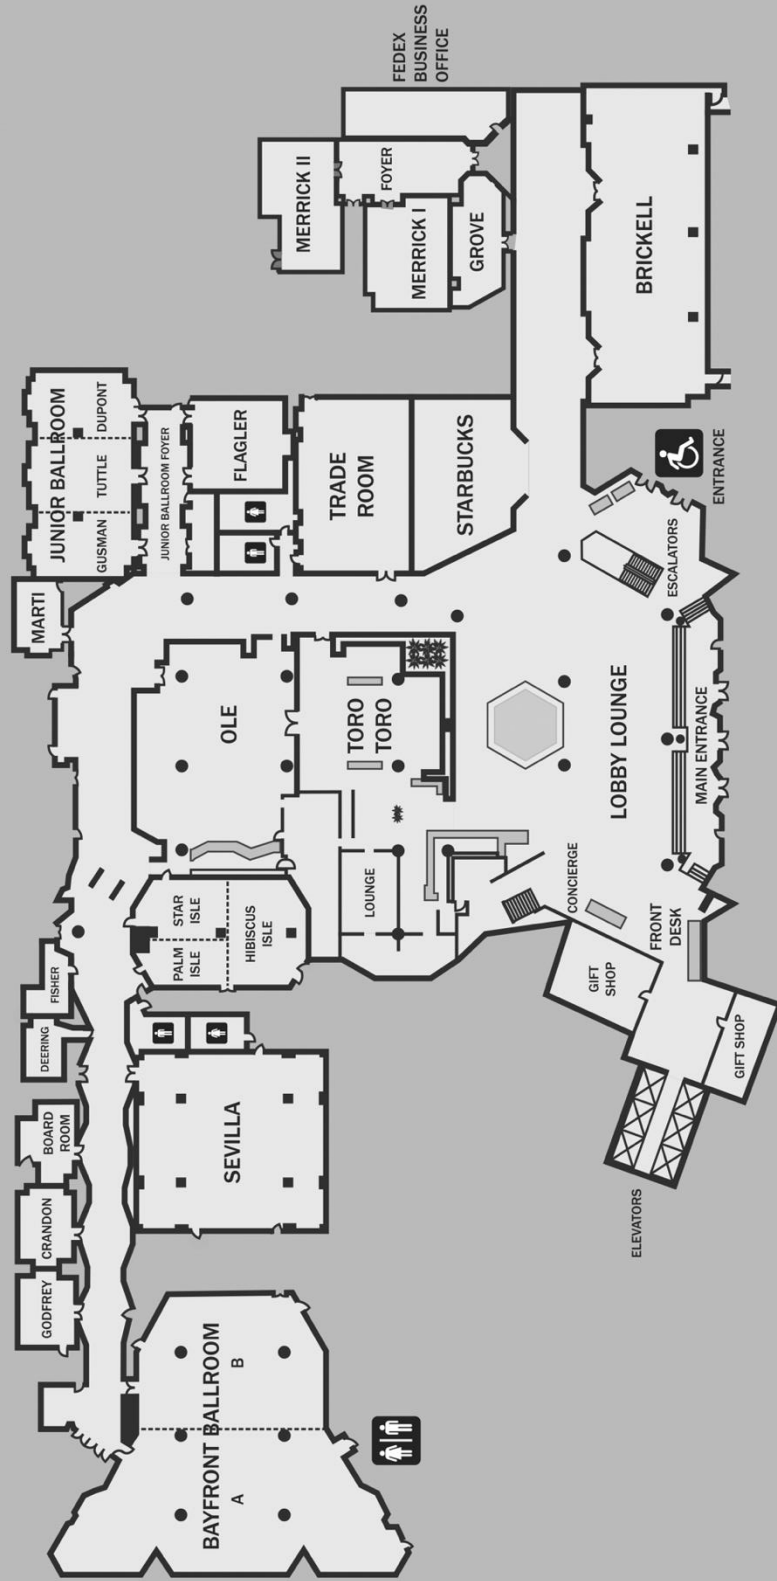 FEDEX
BUSINESS
OFFICE
MERRICK II
FOYER
MERRICK I
GROVE
BRICKELL
JUNIOR BALLROOM
DUPONT
TUTTLE
GUSMAN
JUNIOR BALLROOM FOYER
FLAGLER
TRADE
ROOM
STARBUCKS
ENTRANCE
ESCALATORS
MARTI
OLE
TORO
TORO
LOBBY LOUNGE
MAIN ENTRANCE
LOUNGE
CONCIERGE
FRONT
DESK
GIFT
SHOP
GIFT SHOP
ELEVATORS
STAR
ISLE
PALM
ISLE
HIBISCUS
ISLE
FISHER
DEERING
BOARD
ROOM
CRANDON
GODFREY
SEVILLA
BAYFRONT BALLROOM
B
A